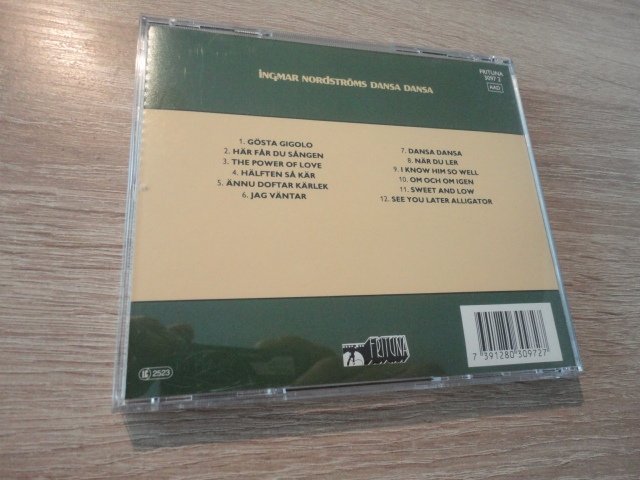 INGMAR NORDSTRÖMS DANSA DANSA
FRITUNA
3097 2
AAD
1. GÖSTA GIGOLO
2. HÄR FÅR DU SÅNGEN
3. THE POWER OF LOVE
4. HÄLFTEN SÅ KÄR
5. ÄNNU DOFTAR KÄRLEK
6. JAG VÄNTAR
7. DANSA DANSA
8. NÄR DU LER
9. I KNOW HIM SO WELL
10. OM OCH OM IGEN
11. SWEET AND LOW
12. SEE YOU LATER ALLIGATOR
2523
FRITUNA
7 391280 309727